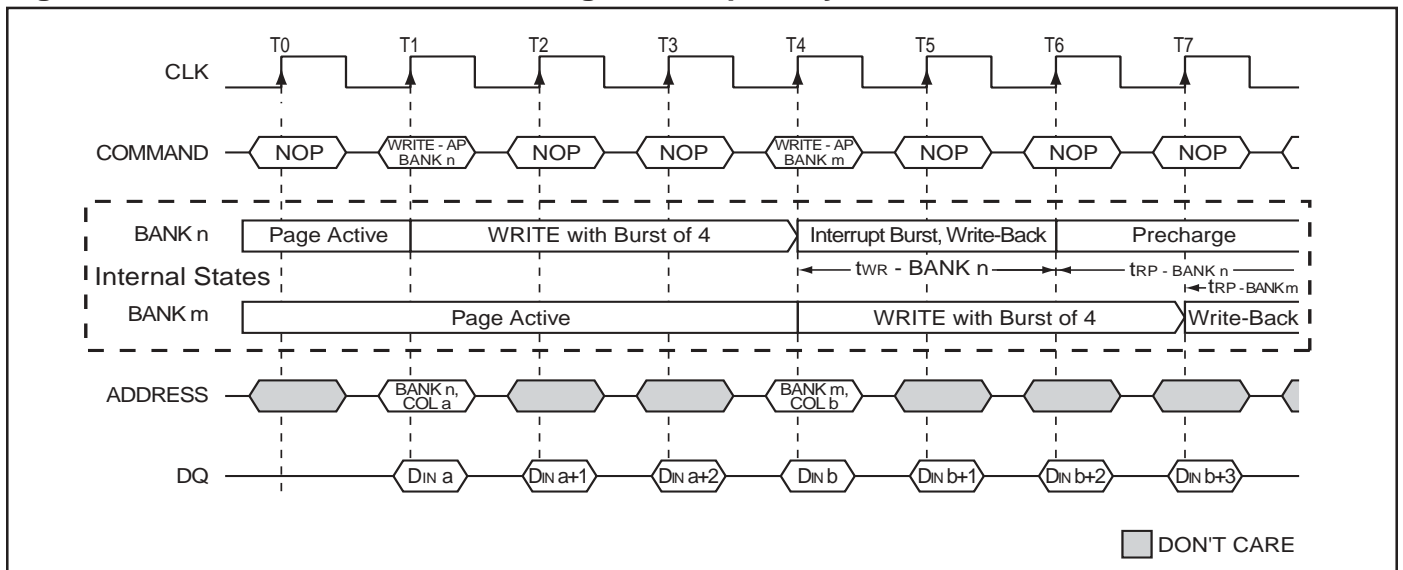 T0 T1 T2 T3 T4 T5 T6 T7
CLK
COMMAND NOP WRITE - AP BANK n NOP NOP WRITE - AP BANK m NOP NOP NOP
BANK n Page Active WRITE with Burst of 4 Interrupt Burst, Write-Back Precharge
Internal States tWR - BANK n tRP - BANK n
tRP - BANK m
BANK m Page Active WRITE with Burst of 4 Write-Back
ADDRESS BANK n, COL a BANK m, COL b
DQ DIN a DIN a+1 DIN a+2 DIN b DIN b+1 DIN b+2 DIN b+3
DON'T CARE